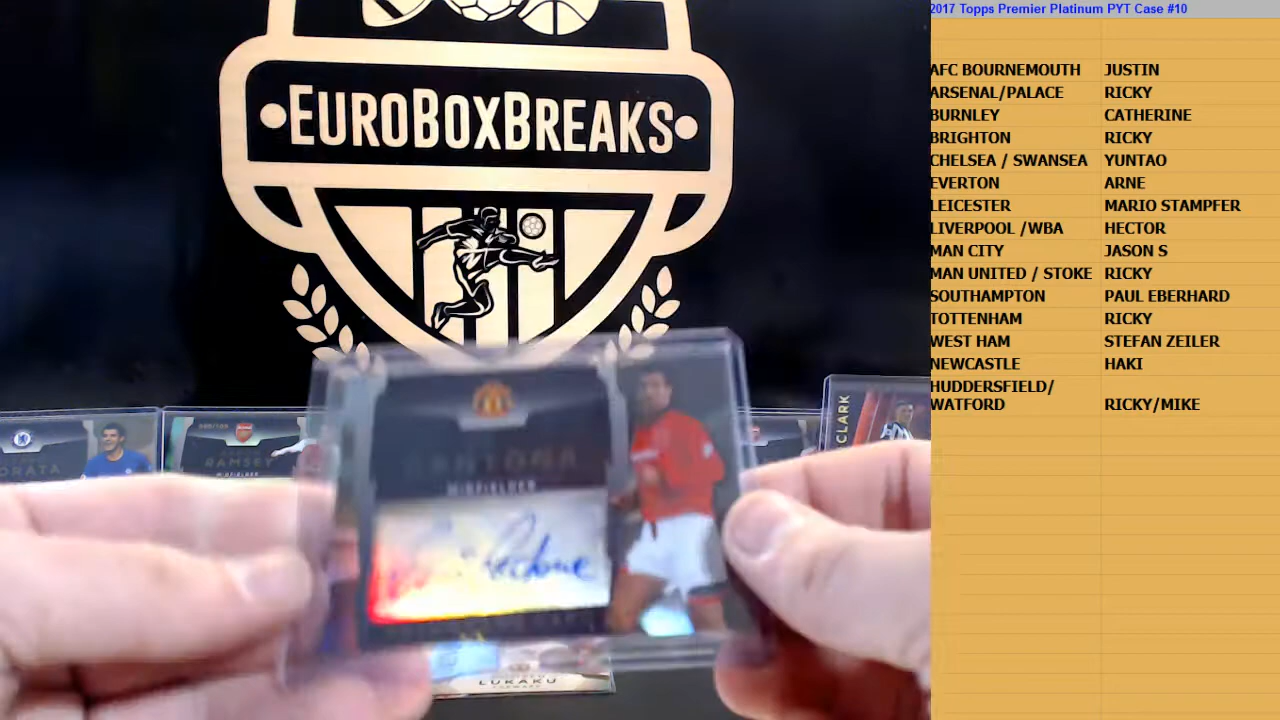 2017 Topps Premier Platinum PYT Case #10
EUROBOXBREAKS
AFC BOURNEMOUTH JUSTIN
ARSENAL/PALACE RICKY
BURNLEY CATHERINE
BRIGHTON RICKY
CHELSEA / SWANSEA YUNTAO
EVERTON ARNE
LEICESTER MARIO STAMPFER
LIVERPOOL /WBA HECTOR
MAN CITY JASON S
MAN UNITED / STOKE RICKY
SOUTHAMPTON PAUL EBERHARD
TOTTENHAM RICKY
WEST HAM STEFAN ZEILER
NEWCASTLE HAKI
HUDDERSFIELD/
WATFORD RICKY/MIKE
CLARK
RAMSEY
MIDFIELDER
MIDFIELDER
LUKAKU